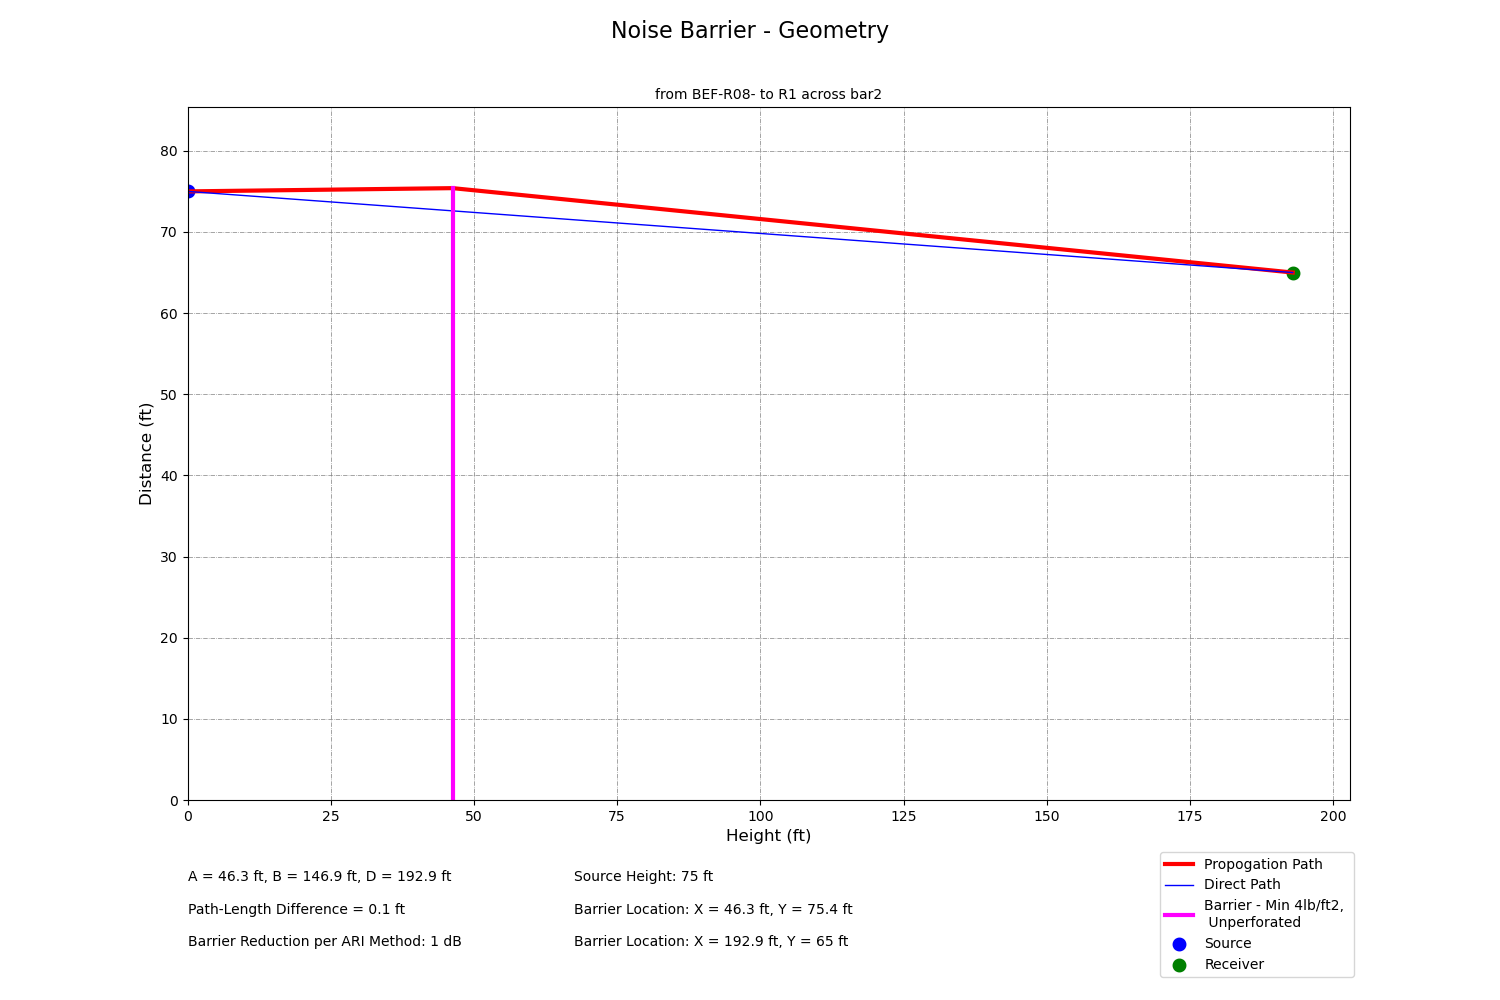 Noise Barrier - Geometry
from BEF-R08- to R1 across bar2
80
70
60
50
40
30
20
10
0
Distance (ft)
0 25 50 75 100 125 150 175 200
Height (ft)
A = 46.3 ft, B = 146.9 ft, D = 192.9 ft
Path-Length Difference = 0.1 ft
Barrier Reduction per ARI Method: 1 dB
Source Height: 75 ft
Barrier Location: X = 46.3 ft, Y = 75.4 ft
Barrier Location: X = 192.9 ft, Y = 65 ft
Propogation Path
Direct Path
Barrier - Min 4lb/ft2,
Unperforated
Source
Receiver